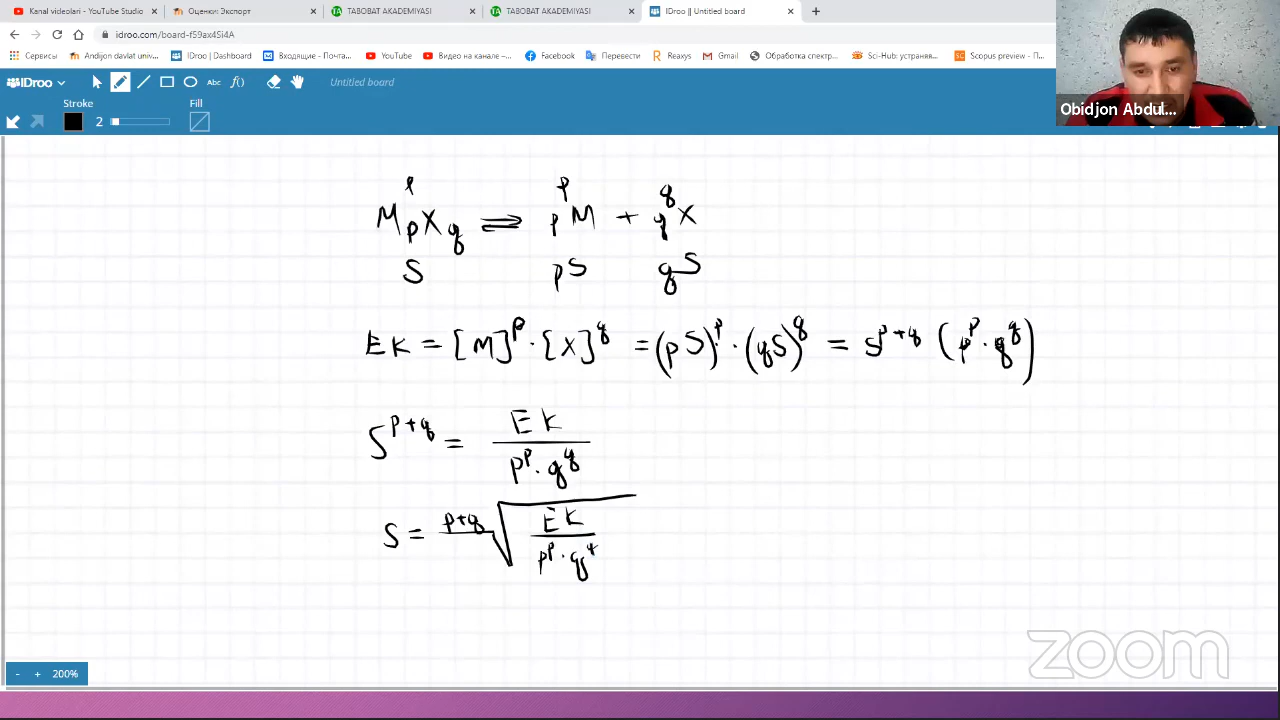 Kanal videolari - YouTube Studio
Оценки: Экспорт
TABOBAT AKADEMIYASI
TABOBAT AKADEMIYASI
IDroo || Untitled board
idroo.com/board-f59ax4Si4A
Сервисы
Andijon davlat univ...
IDroo | Dashboard
Входящие - Почта...
YouTube
Видео на канале –...
Facebook
Перевести
Reaxys
Gmail
Обработка спектр...
Sci-Hub: устраняя...
Scopus preview – S...
IDroo
Abc
f()
Untitled board
Stroke
2
Fill
Obidjon Abdul...
p p q
MpXq ⇌ pM + qX
S pS qS
EK = [M]^p · [X]^q = (pS)^p · (qS)^q = S^p+q (p^p · q^q)
S^p+q = EK / p^p · q^q
S = p+q√ EK / p^p · q^q
- + 200%
zoom